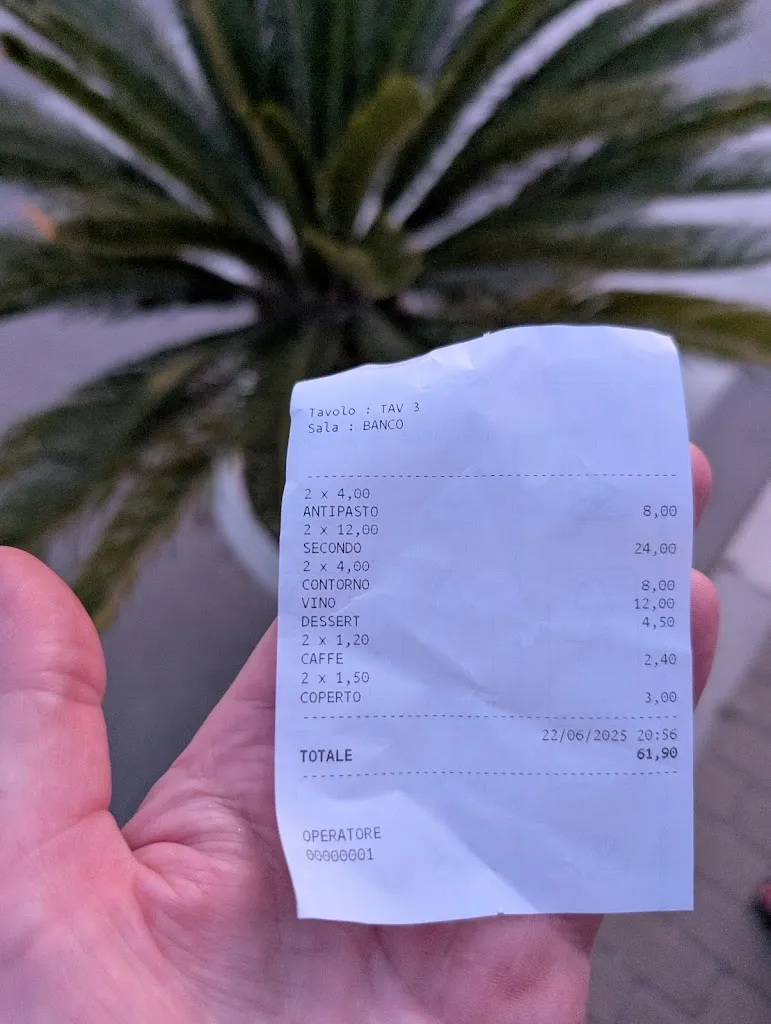 Tavolo : TAV 3
Sala : BANCO
2 x 4,00
ANTIPASTO 8,00
2 x 12,00
SECONDO 24,00
2 x 4,00
CONTORNO 8,00
VINO 12,00
DESSERT 4,50
2 x 1,20
CAFFE 2,40
2 x 1,50
COPERTO 3,00
22/06/2025 20:56
TOTALE 61,90
OPERATORE
00000001